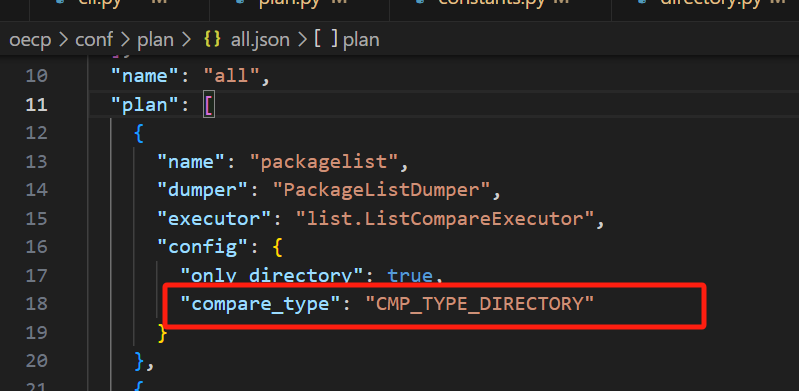 cli.py M plan.py M constants.py M directory.py M
oecp > conf > plan > {} all.json > [ ] plan
10 "name": "all",
11 "plan": [
12 {
13 "name": "packagelist",
14 "dumper": "PackageListDumper",
15 "executor": "list.ListCompareExecutor",
16 "config": {
17 "only_directory": true,
18 "compare_type": "CMP_TYPE_DIRECTORY"
19 }
20 },
21 {